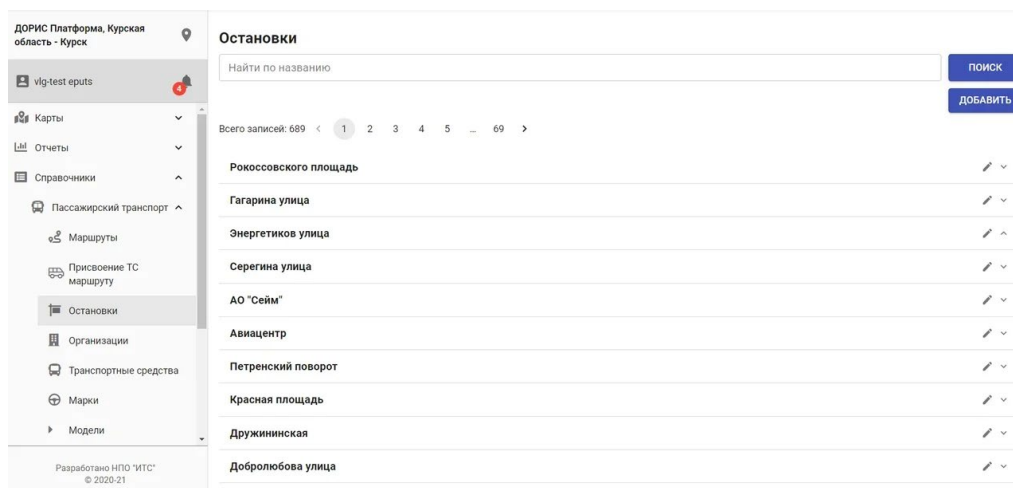 ДОРИС Платформа, Курская
область - Курск
vlg-test eputs
4
Карты
Отчеты
Справочники
Пассажирский транспорт
Маршруты
Присвоение ТС
маршруту
Остановки
Организации
Транспортные средства
Марки
Модели
Разработано НПО "ИТС"
© 2020-21
Остановки
Найти по названию
ПОИСК
ДОБАВИТЬ
Всего записей: 689 < 1 2 3 4 5 ... 69 >
Рокоссовского площадь
Гагарина улица
Энергетиков улица
Серегина улица
АО "Сейм"
Авиацентр
Петренский поворот
Красная площадь
Дружининская
Добролюбова улица